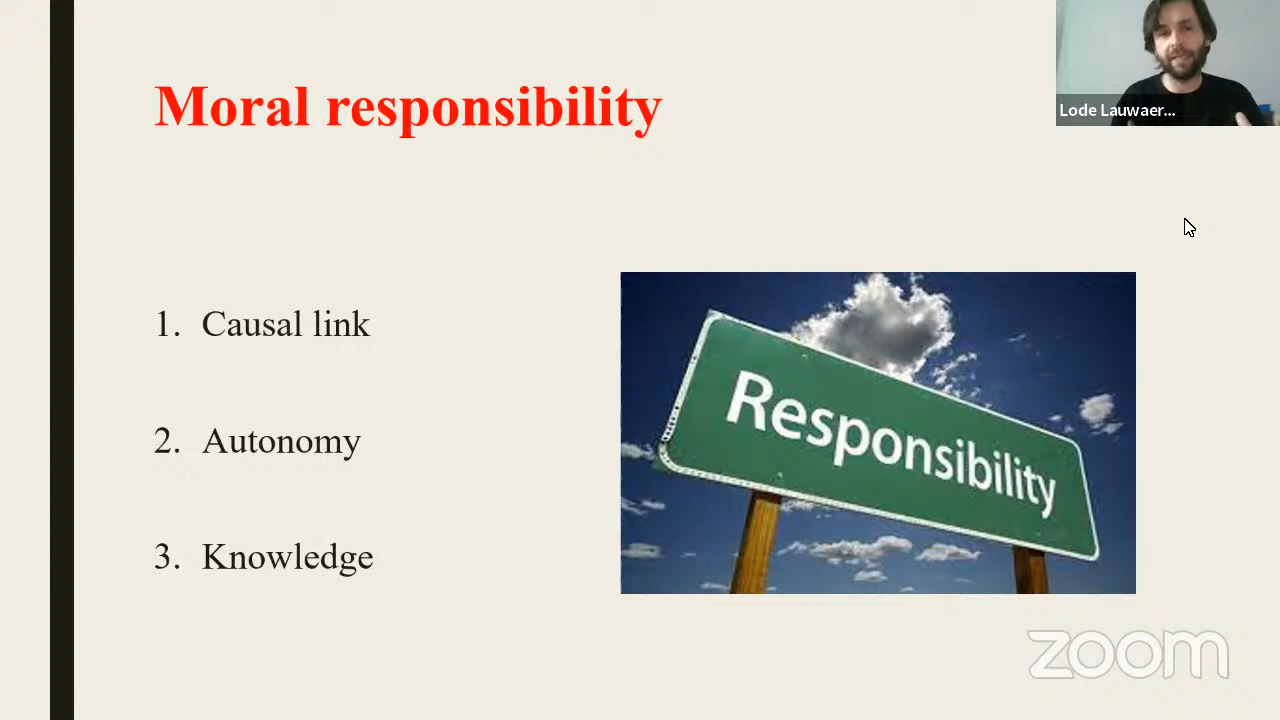 Moral responsibility
Lode Lauwaer...
1. Causal link
2. Autonomy
3. Knowledge
Responsibility
zoom